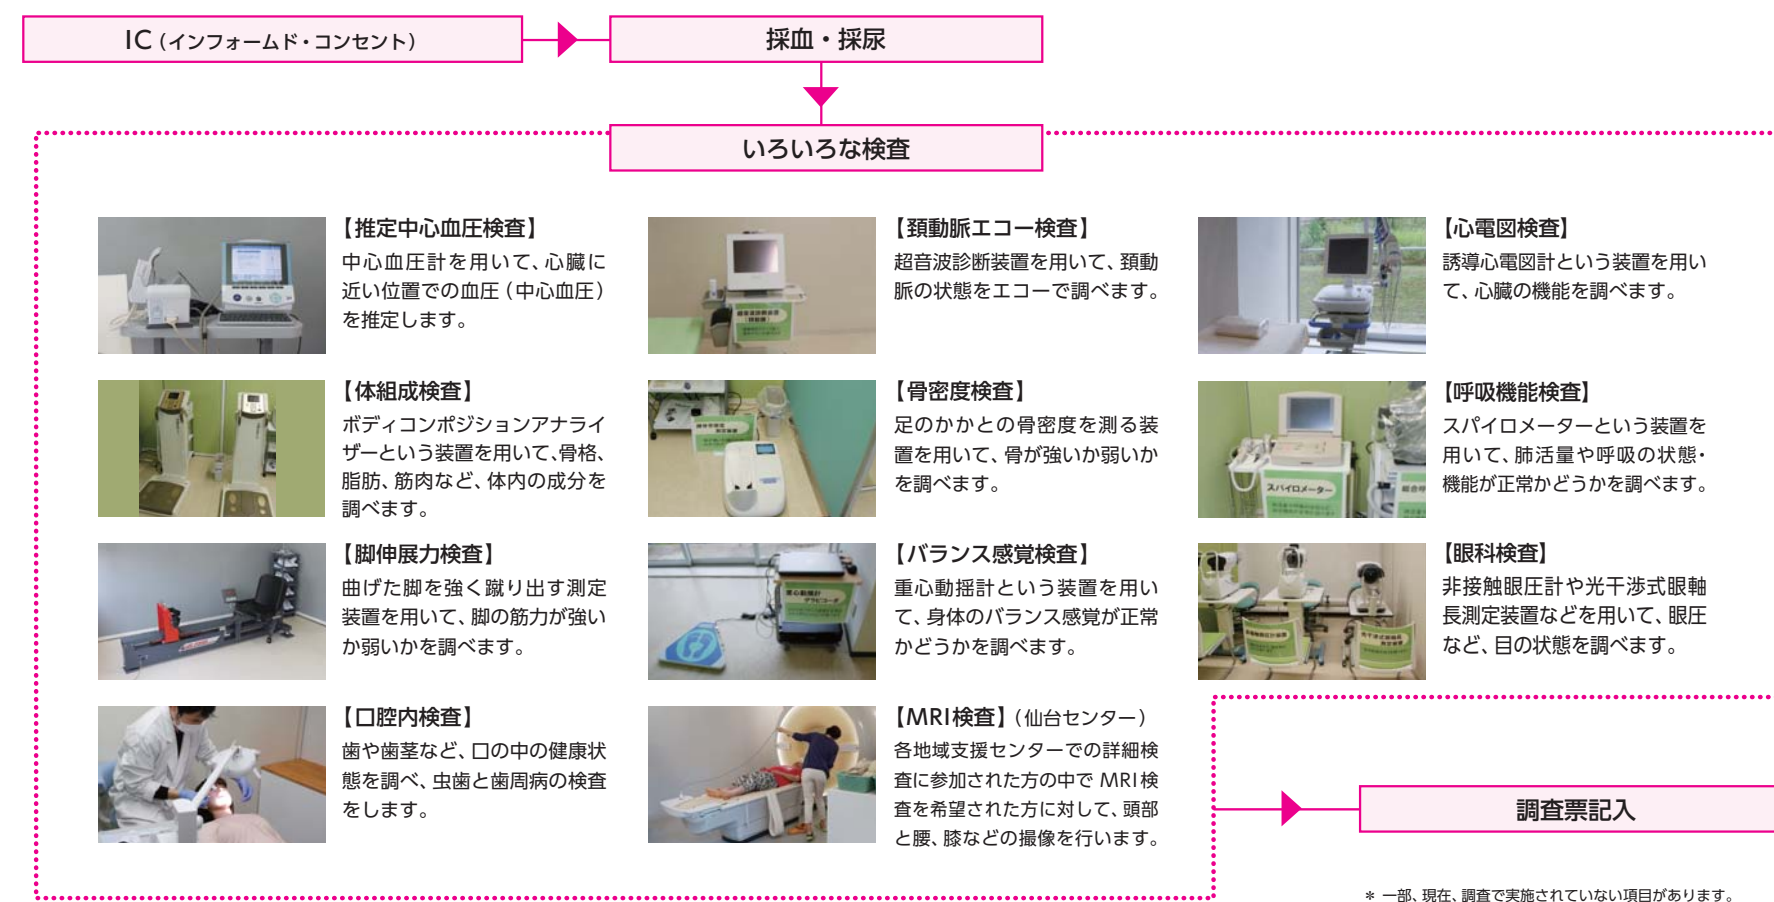 IC（インフォームド・コンセント）
採血・採尿
いろいろな検査
【推定中心血圧検査】
中心血圧計を用いて、心臓に
近い位置での血圧（中心血圧）
を推定します。
【頚動脈エコー検査】
超音波診断装置を用いて、頚動
脈の状態をエコーで調べます。
【心電図検査】
誘導心電図計という装置を用い
て、心臓の機能を調べます。
【体組成検査】
ボディコンポジションアナライ
ザーという装置を用いて、骨格、
脂肪、筋肉など、体内の成分を
調べます。
【骨密度検査】
足のかかとの骨密度を測る装
置を用いて、骨が強いか弱いか
を調べます。
【呼吸機能検査】
スパイロメーターという装置を
用いて、肺活量や呼吸の状態・
機能が正常かどうかを調べます。
スパイロメーター
【脚伸展力検査】
曲げた脚を強く蹴り出す測定
装置を用いて、脚の筋力が強い
か弱いかを調べます。
【バランス感覚検査】
重心動揺計という装置を用い
て、身体のバランス感覚が正常
かどうかを調べます。
重心動揺計
グラビコーダ
【眼科検査】
非接触眼圧計や光干渉式眼軸
長測定装置などを用いて、眼圧
など、目の状態を調べます。
【口腔内検査】
歯や歯茎など、口の中の健康状
態を調べ、虫歯と歯周病の検査
をします。
【MRI検査】（仙台センター）
各地域支援センターでの詳細検
査に参加された方の中で MRI検
査を希望された方に対して、頭部
と腰、膝などの撮像を行います。
調査票記入
＊ 一部、現在、調査で実施されていない項目があります。